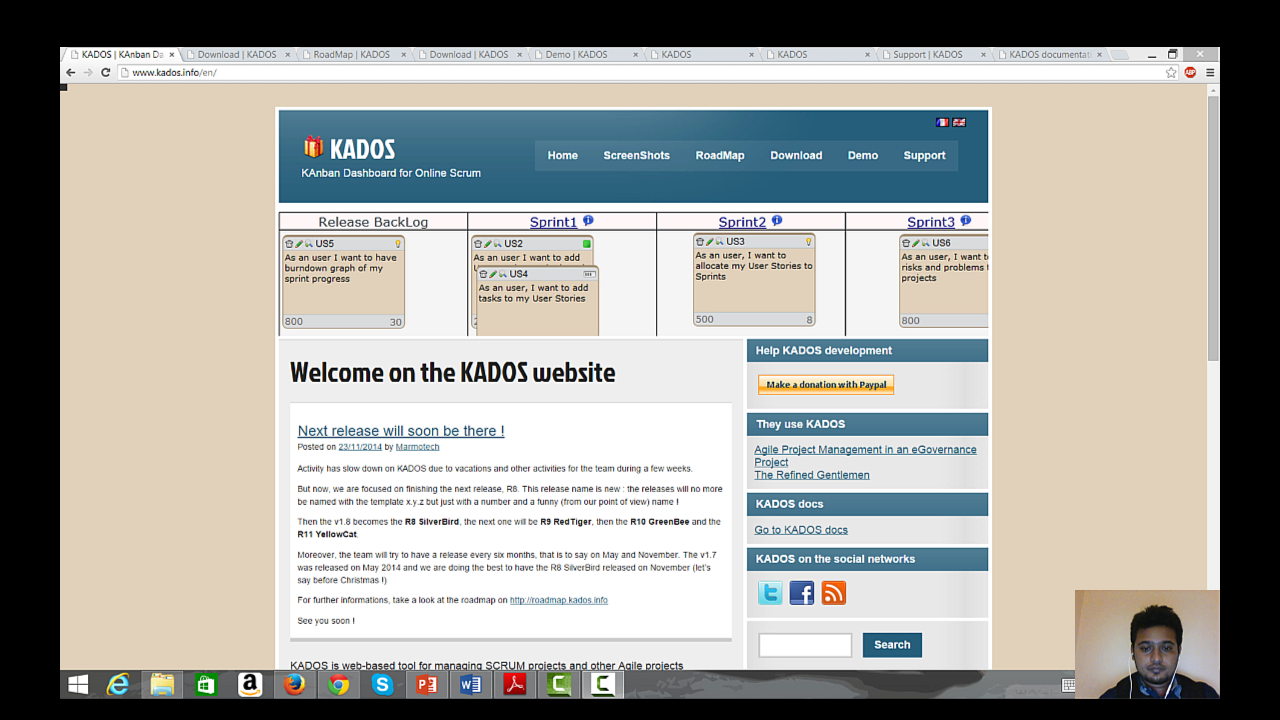 KADOS | KAnban Da
Download | KADOS
RoadMap | KADOS
Download | KADOS
Demo | KADOS
KADOS
KADOS
Support | KADOS
KADOS documentat
www.kados.info/en/
ABP
KADOS
KAnban Dashboard for Online Scrum
Home
ScreenShots
RoadMap
Download
Demo
Support
Release BackLog
Sprint1
Sprint2
Sprint3
US5
As an user I want to have
burndown graph of my
sprint progress
800
30
US2
As an user I want to add
US4
As an user, I want to add
tasks to my User Stories
US3
As an user, I want to
allocate my User Stories to
Sprints
500
8
US6
As an user, I want t
risks and problems t
projects
800
Welcome on the KADOS website
Next release will soon be there !
Posted on 23/11/2014 by Marmotech
Activity has slow down on KADOS due to vacations and other activities for the team during a few weeks.
But now, we are focused on finishing the next release, R8. This release name is new : the releases will no more
be named with the template x.y.z but just with a number and a funny (from our point of view) name !
Then the v1.8 becomes the R8 SilverBird, the next one will be R9 RedTiger, then the R10 GreenBee and the
R11 YellowCat.
Moreover, the team will try to have a release every six months, that is to say on May and November. The v1.7
was released on May 2014 and we are doing the best to have the R8 SilverBird released on November (let's
say before Christmas !)
For further informations, take a look at the roadmap on http://roadmap.kados.info
See you soon !
KADOS is web-based tool for managing SCRUM projects and other Agile projects
Help KADOS development
Make a donation with Paypal
They use KADOS
Agile Project Management in an eGovernance
Project
The Refined Gentlemen
KADOS docs
Go to KADOS docs
KADOS on the social networks
Search